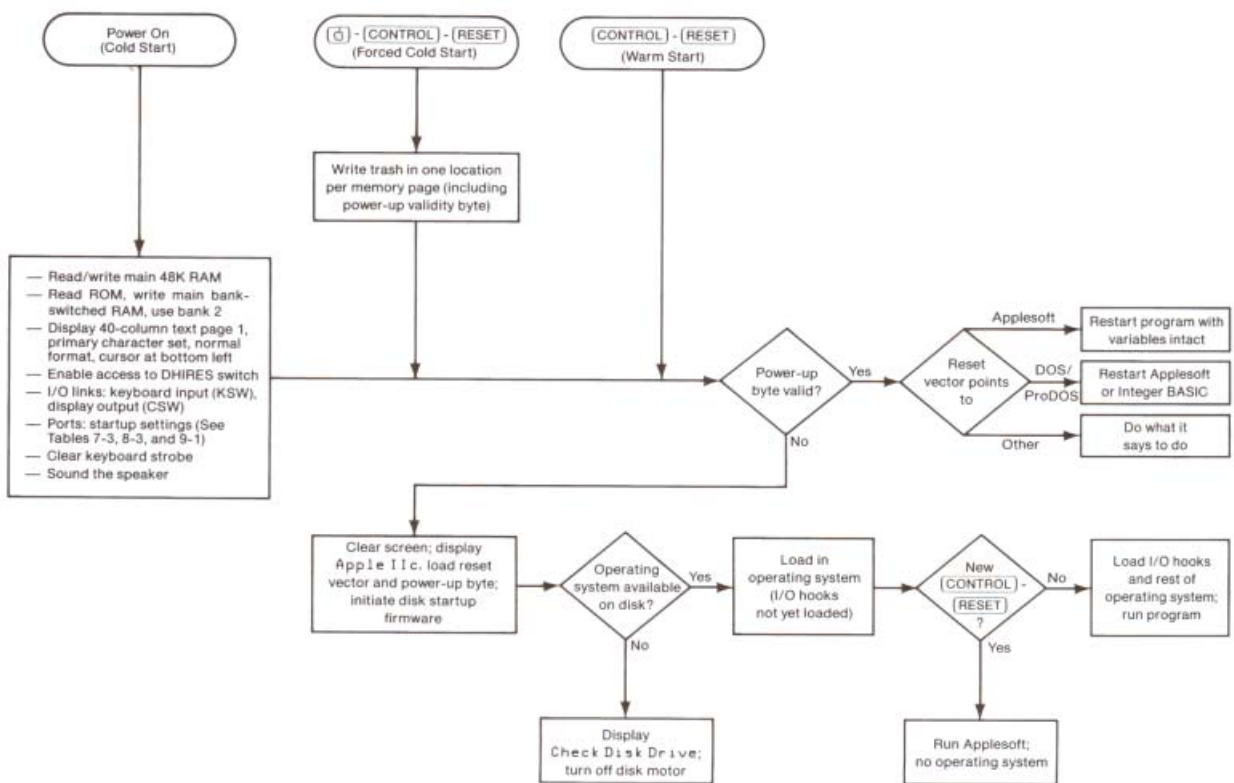 Power On
(Cold Start)
- CONTROL - RESET
(Forced Cold Start)
CONTROL - RESET
(Warm Start)
Write trash in one location
per memory page (including
power-up validity byte)
— Read/write main 48K RAM
— Read ROM, write main bank-
switched RAM, use bank 2
— Display 40-column text page 1,
primary character set, normal
format, cursor at bottom left
— Enable access to DHIRES switch
— I/O links: keyboard input (KSW),
display output (CSW)
— Ports: startup settings (See
Tables 7-3, 8-3, and 9-1)
— Clear keyboard strobe
— Sound the speaker
Power-up
byte valid?
Yes
No
Reset
vector points
to
Applesoft
Restart program with
variables intact
DOS/
ProDOS
Restart Applesoft
or Integer BASIC
Other
Do what it
says to do
Clear screen; display
Apple IIc. load reset
vector and power-up byte;
initiate disk startup
firmware
Operating
system available
on disk?
Yes
No
Load in
operating system
(I/O hooks
not yet loaded)
New
CONTROL -
RESET
?
No
Yes
Load I/O hooks
and rest of
operating system;
run program
Display
Check Disk Drive;
turn off disk motor
Run Applesoft;
no operating system